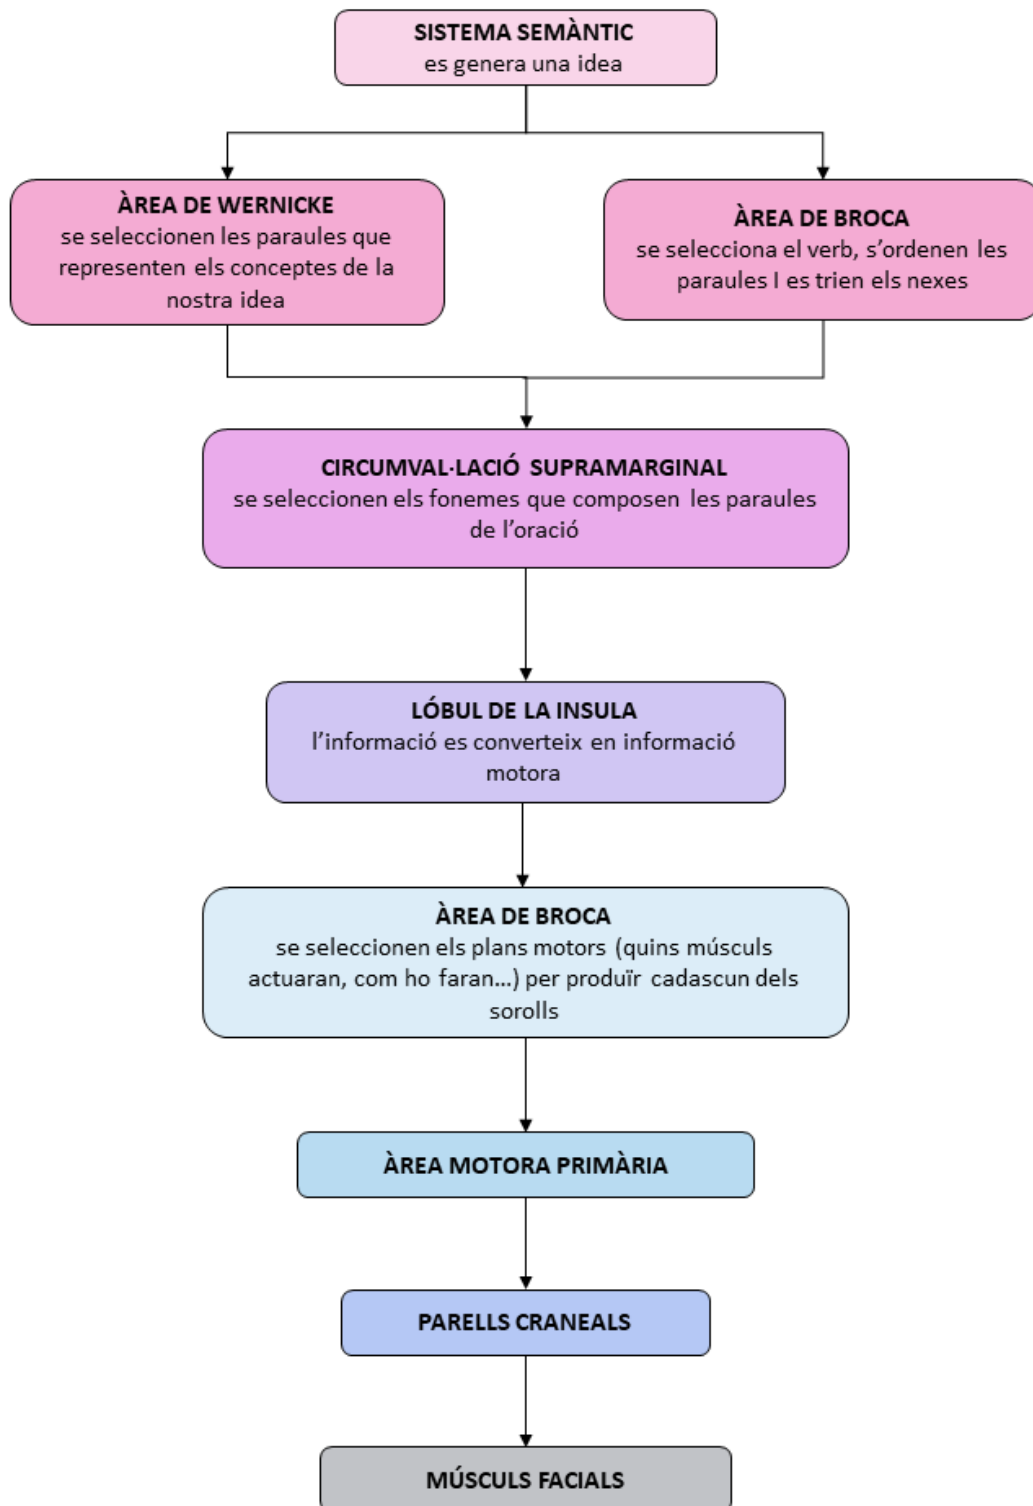 SISTEMA SEMÀNTIC
es genera una idea
ÀREA DE WERNICKE
se seleccionen les paraules que
representen els conceptes de la
nostra idea
ÀREA DE BROCA
se selecciona el verb, s’ordenen les
paraules I es trien els nexes
CIRCUMVAL·LACIÓ SUPRAMARGINAL
se seleccionen els fonemes que composen les paraules
de l’oració
LÓBUL DE LA INSULA
l’informació es converteix en informació
motora
ÀREA DE BROCA
se seleccionen els plans motors (quins músculs
actuaran, com ho faran...) per produïr cadascun dels
sorolls
ÀREA MOTORA PRIMÀRIA
PARELLS CRANEALS
MÚSCULS FACIALS